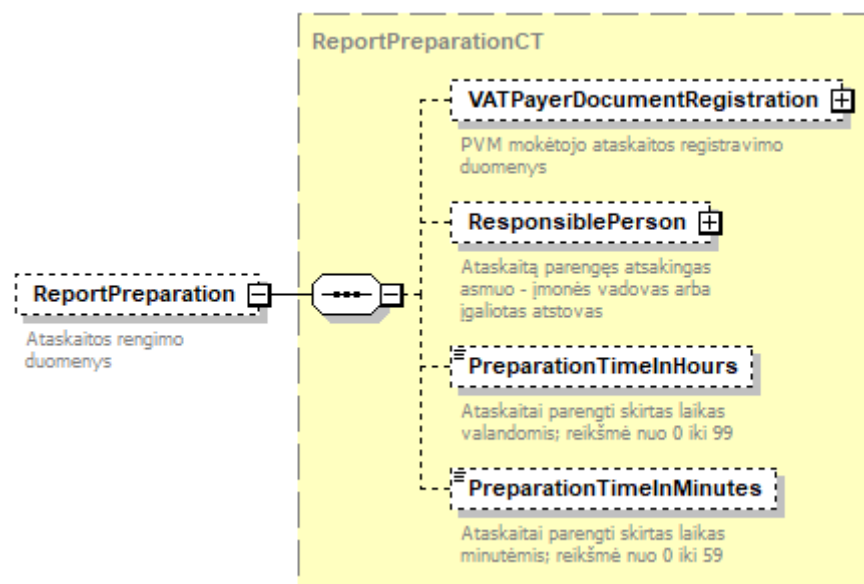 ReportPreparationCT
VATPayerDocumentRegistration
PVM mokėtojo ataskaitos registravimo
duomenys
ResponsiblePerson
Ataskaitą parengęs atsakingas
asmuo - įmonės vadovas arba
įgaliotas atstovas
ReportPreparation
Ataskaitos rengimo
duomenys
PreparationTimeInHours
Ataskaitai parengti skirtas laikas
valandomis; reikšmė nuo 0 iki 99
PreparationTimeInMinutes
Ataskaitai parengti skirtas laikas
minutėmis; reikšmė nuo 0 iki 59